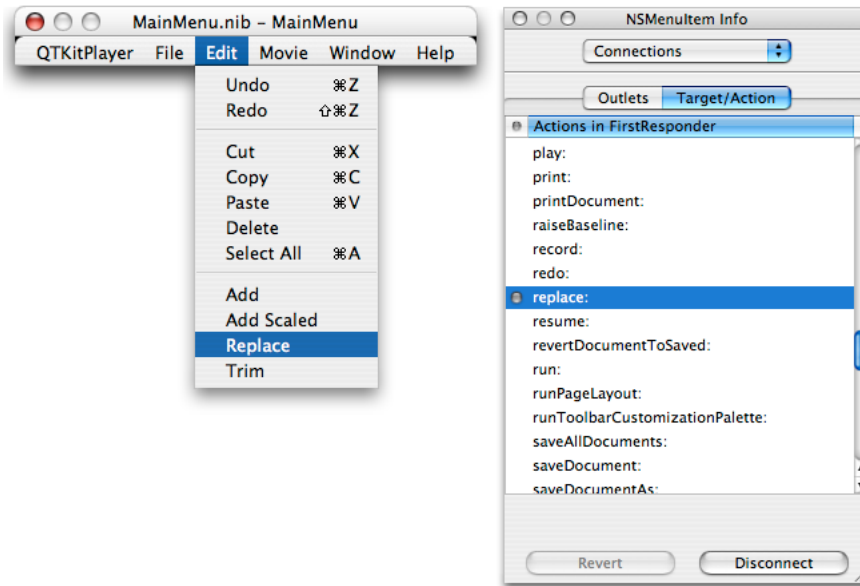 MainMenu.nib – MainMenu
QTKitPlayer File Edit Movie Window Help
Undo ⌘Z
Redo ⇧⌘Z
Cut ⌘X
Copy ⌘C
Paste ⌘V
Delete
Select All ⌘A
Add
Add Scaled
Replace
Trim
NSMenuItem Info
Connections
Outlets Target/Action
Actions in FirstResponder
play:
print:
printDocument:
raiseBaseline:
record:
redo:
replace:
resume:
revertDocumentToSaved:
run:
runPageLayout:
runToolbarCustomizationPalette:
saveAllDocuments:
saveDocument:
saveDocumentAs:
Revert Disconnect